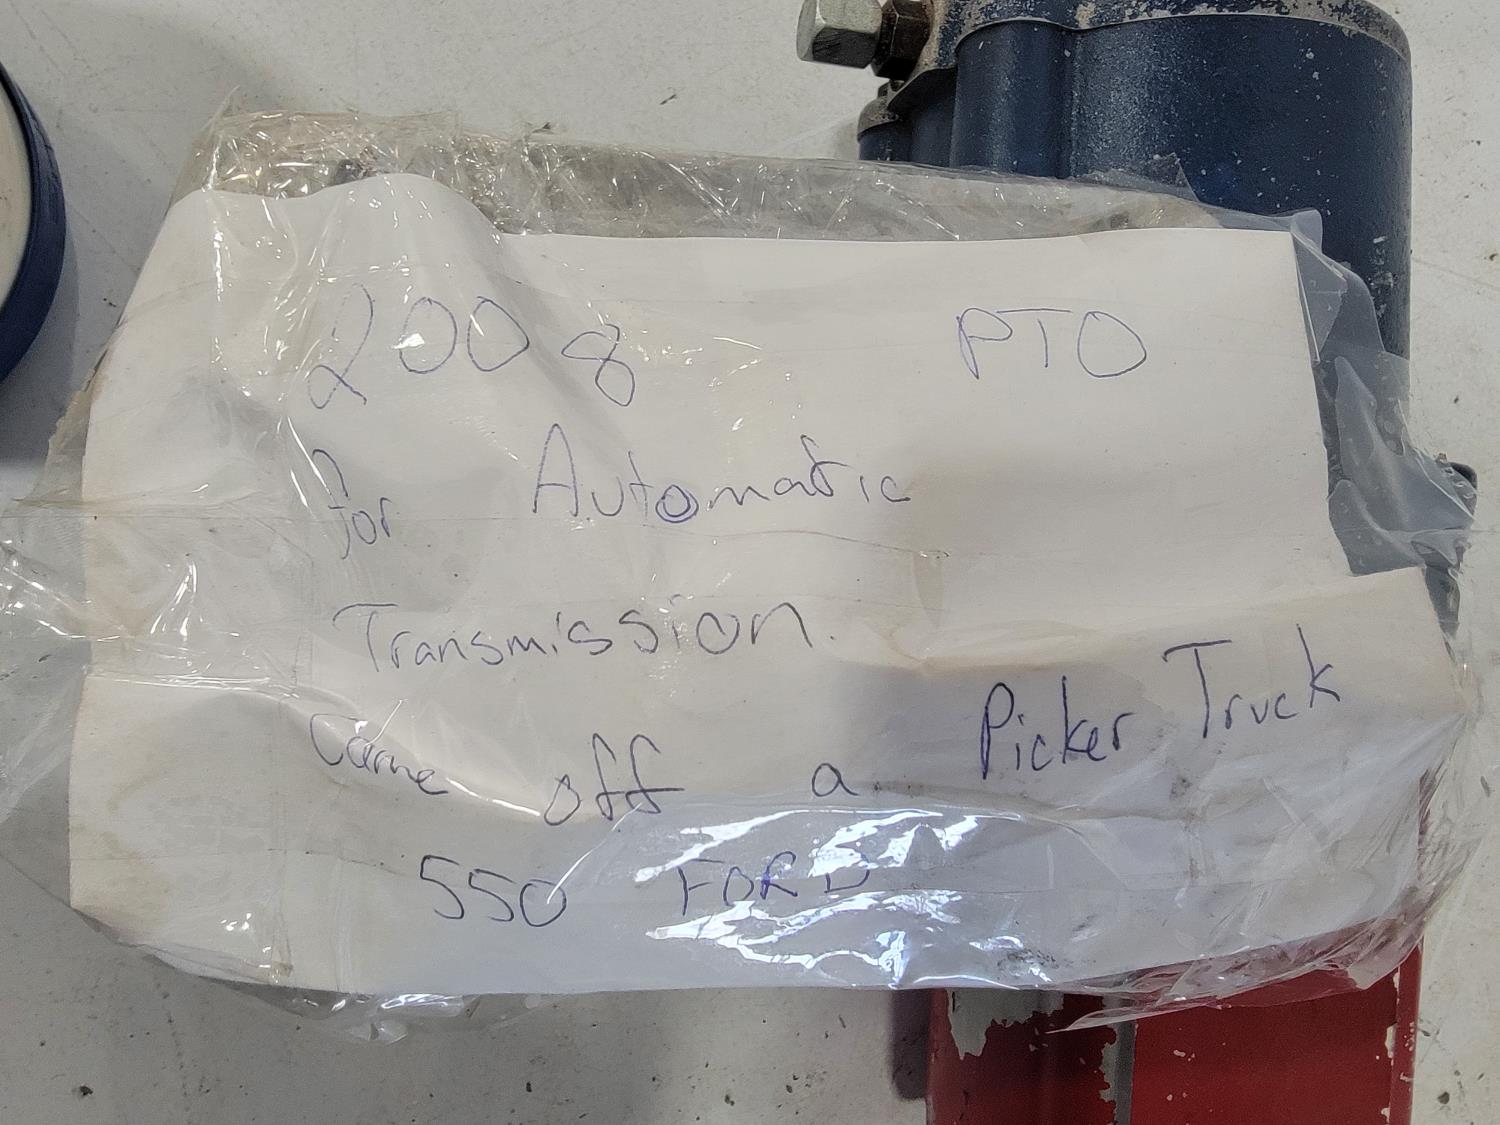 2008 PTO
for Automatic
Transmission.
Came off a Picker Truck
550 FORD